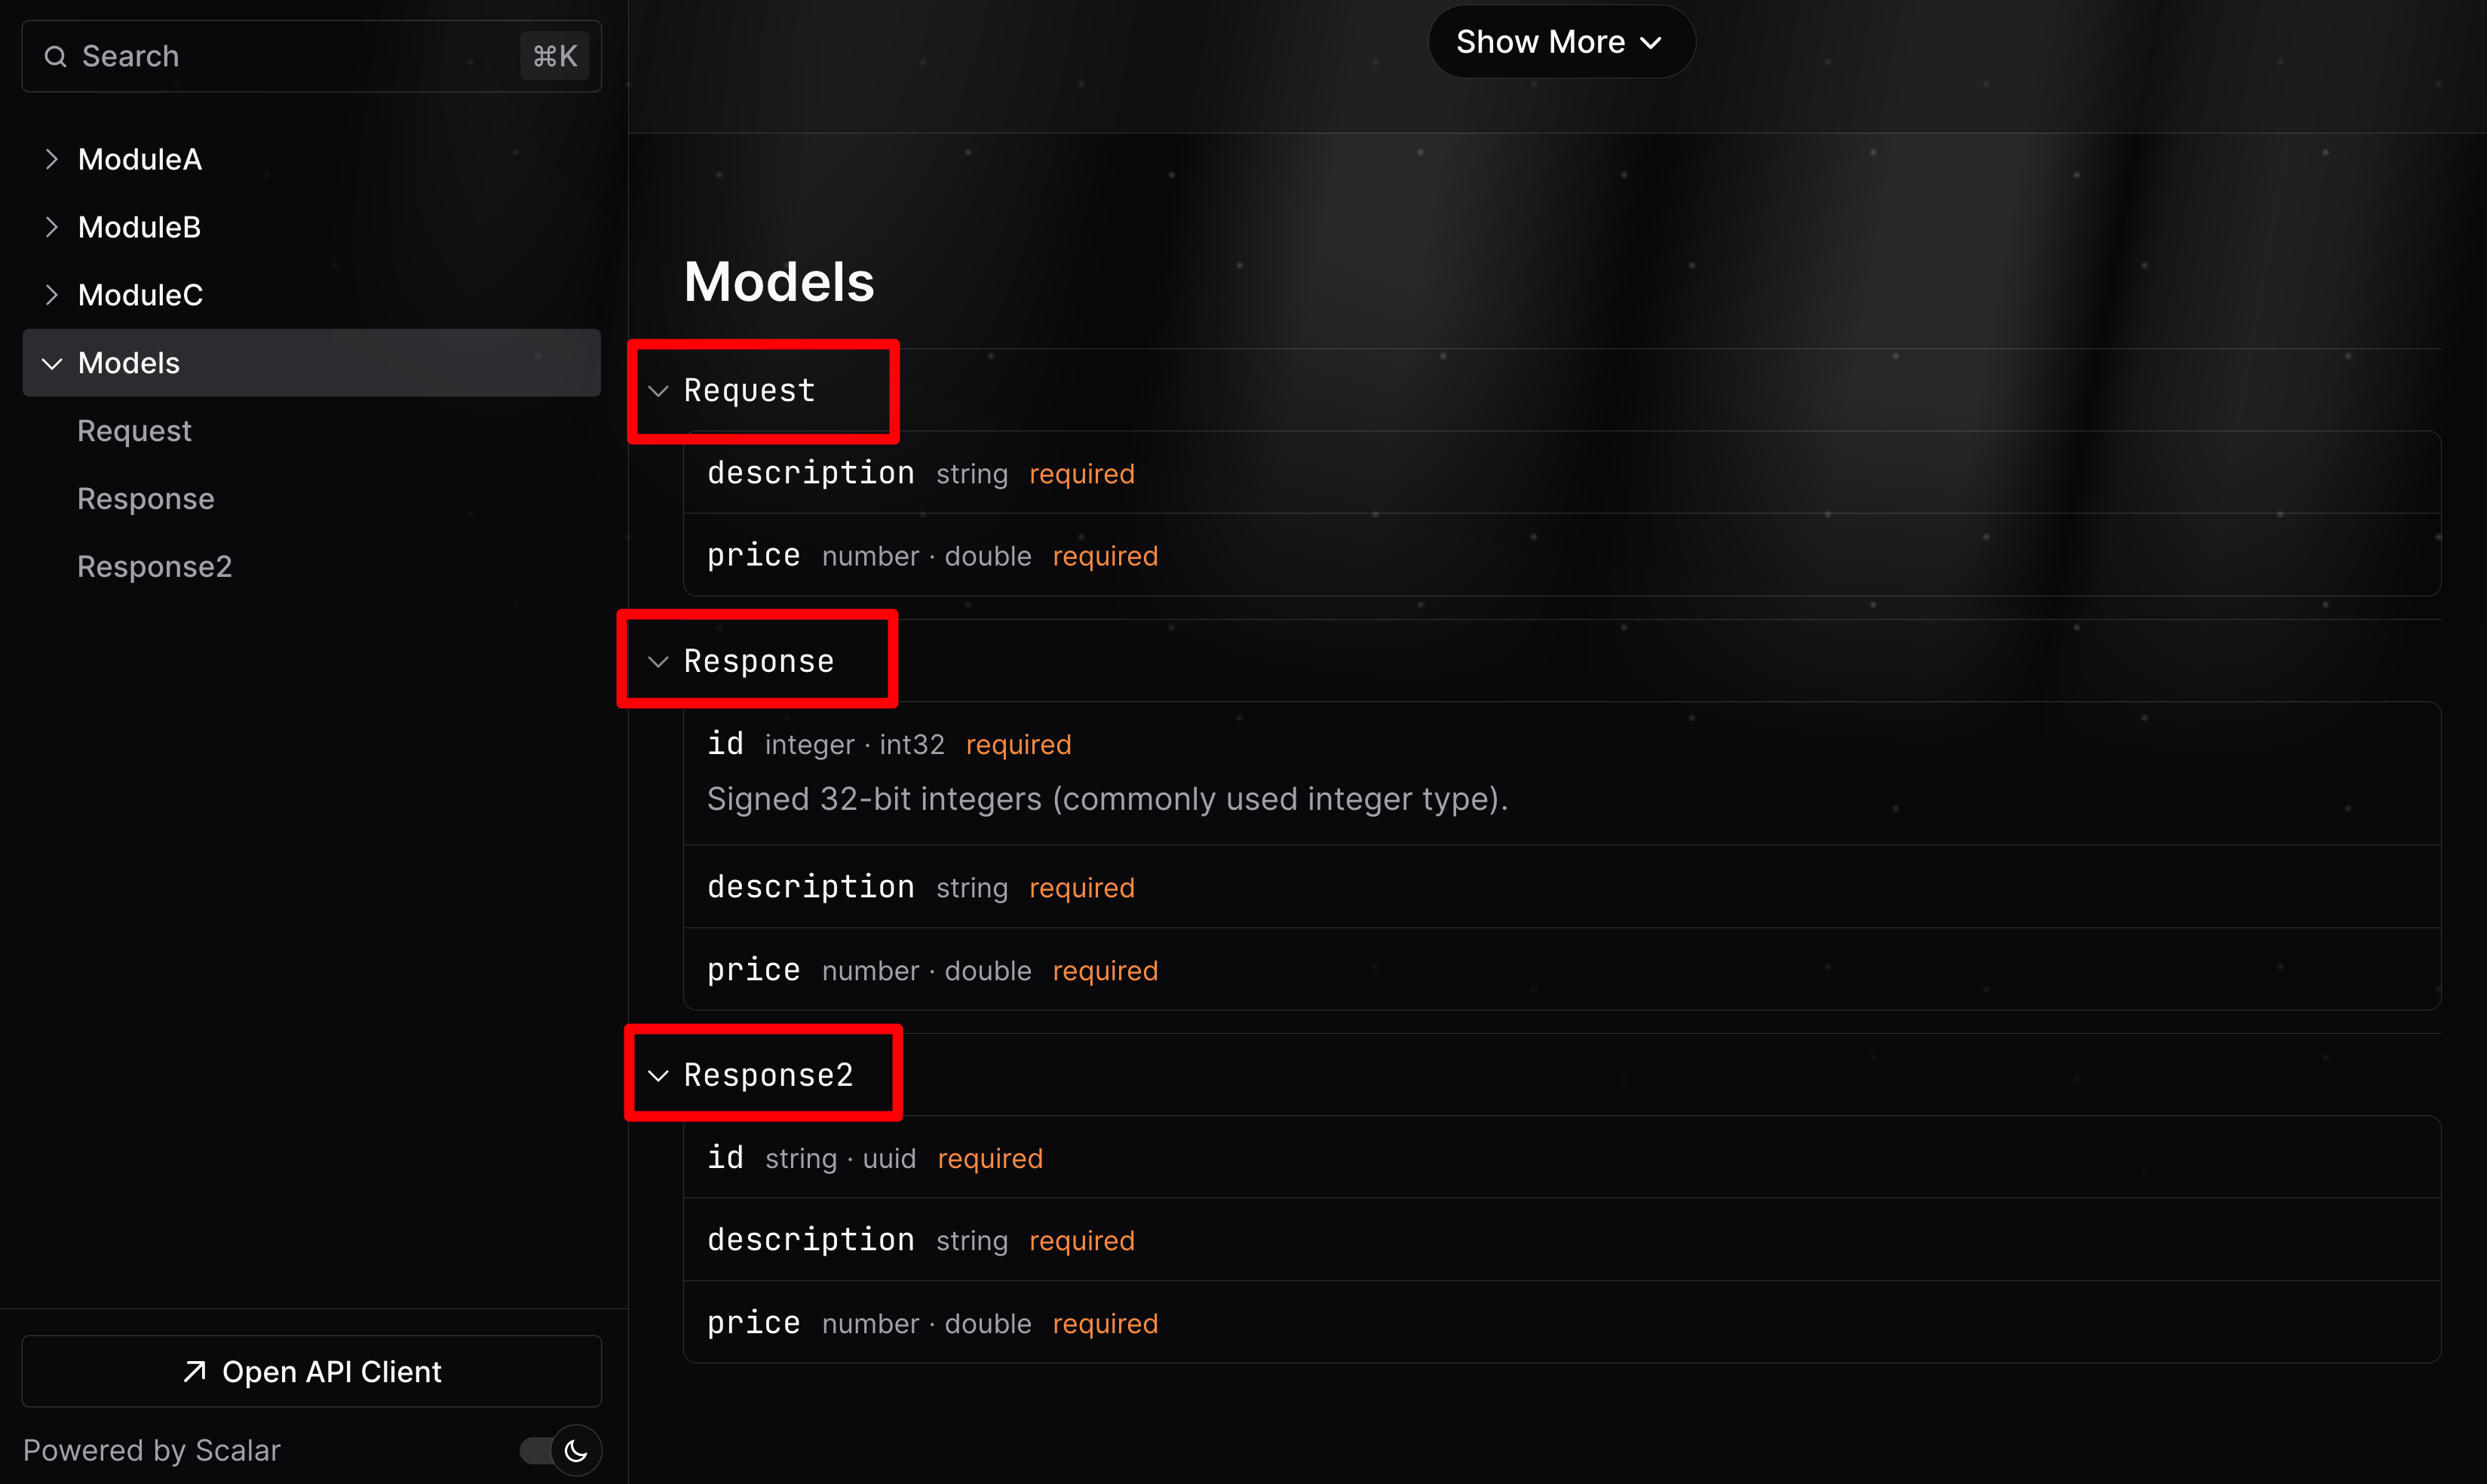 Search ⌘K
ModuleA
ModuleB
ModuleC
Models
Request
Response
Response2
Open API Client
Powered by Scalar
Show More
Models
Request
description string required
price number · double required
Response
id integer · int32 required
Signed 32-bit integers (commonly used integer type).
description string required
price number · double required
Response2
id string · uuid required
description string required
price number · double required